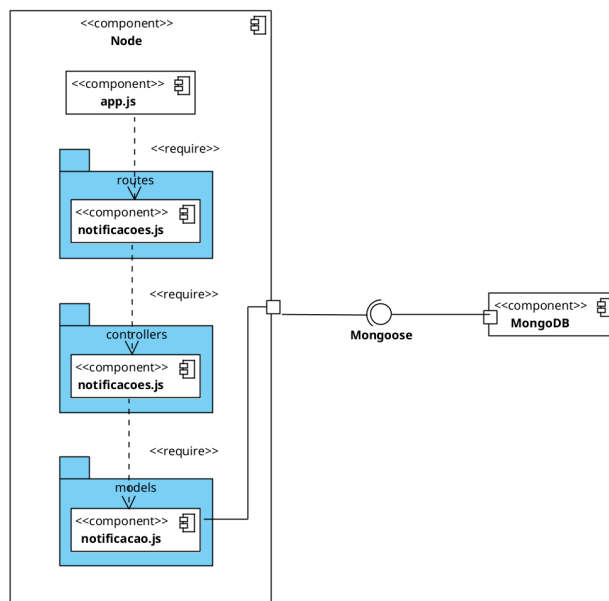 <<component>>
Node
<<component>>
app.js
<<require>>
routes
<<component>>
notificacoes.js
<<require>>
controllers
<<component>>
notificacoes.js
<<require>>
models
<<component>>
notificacao.js
Mongoose
<<component>>
MongoDB